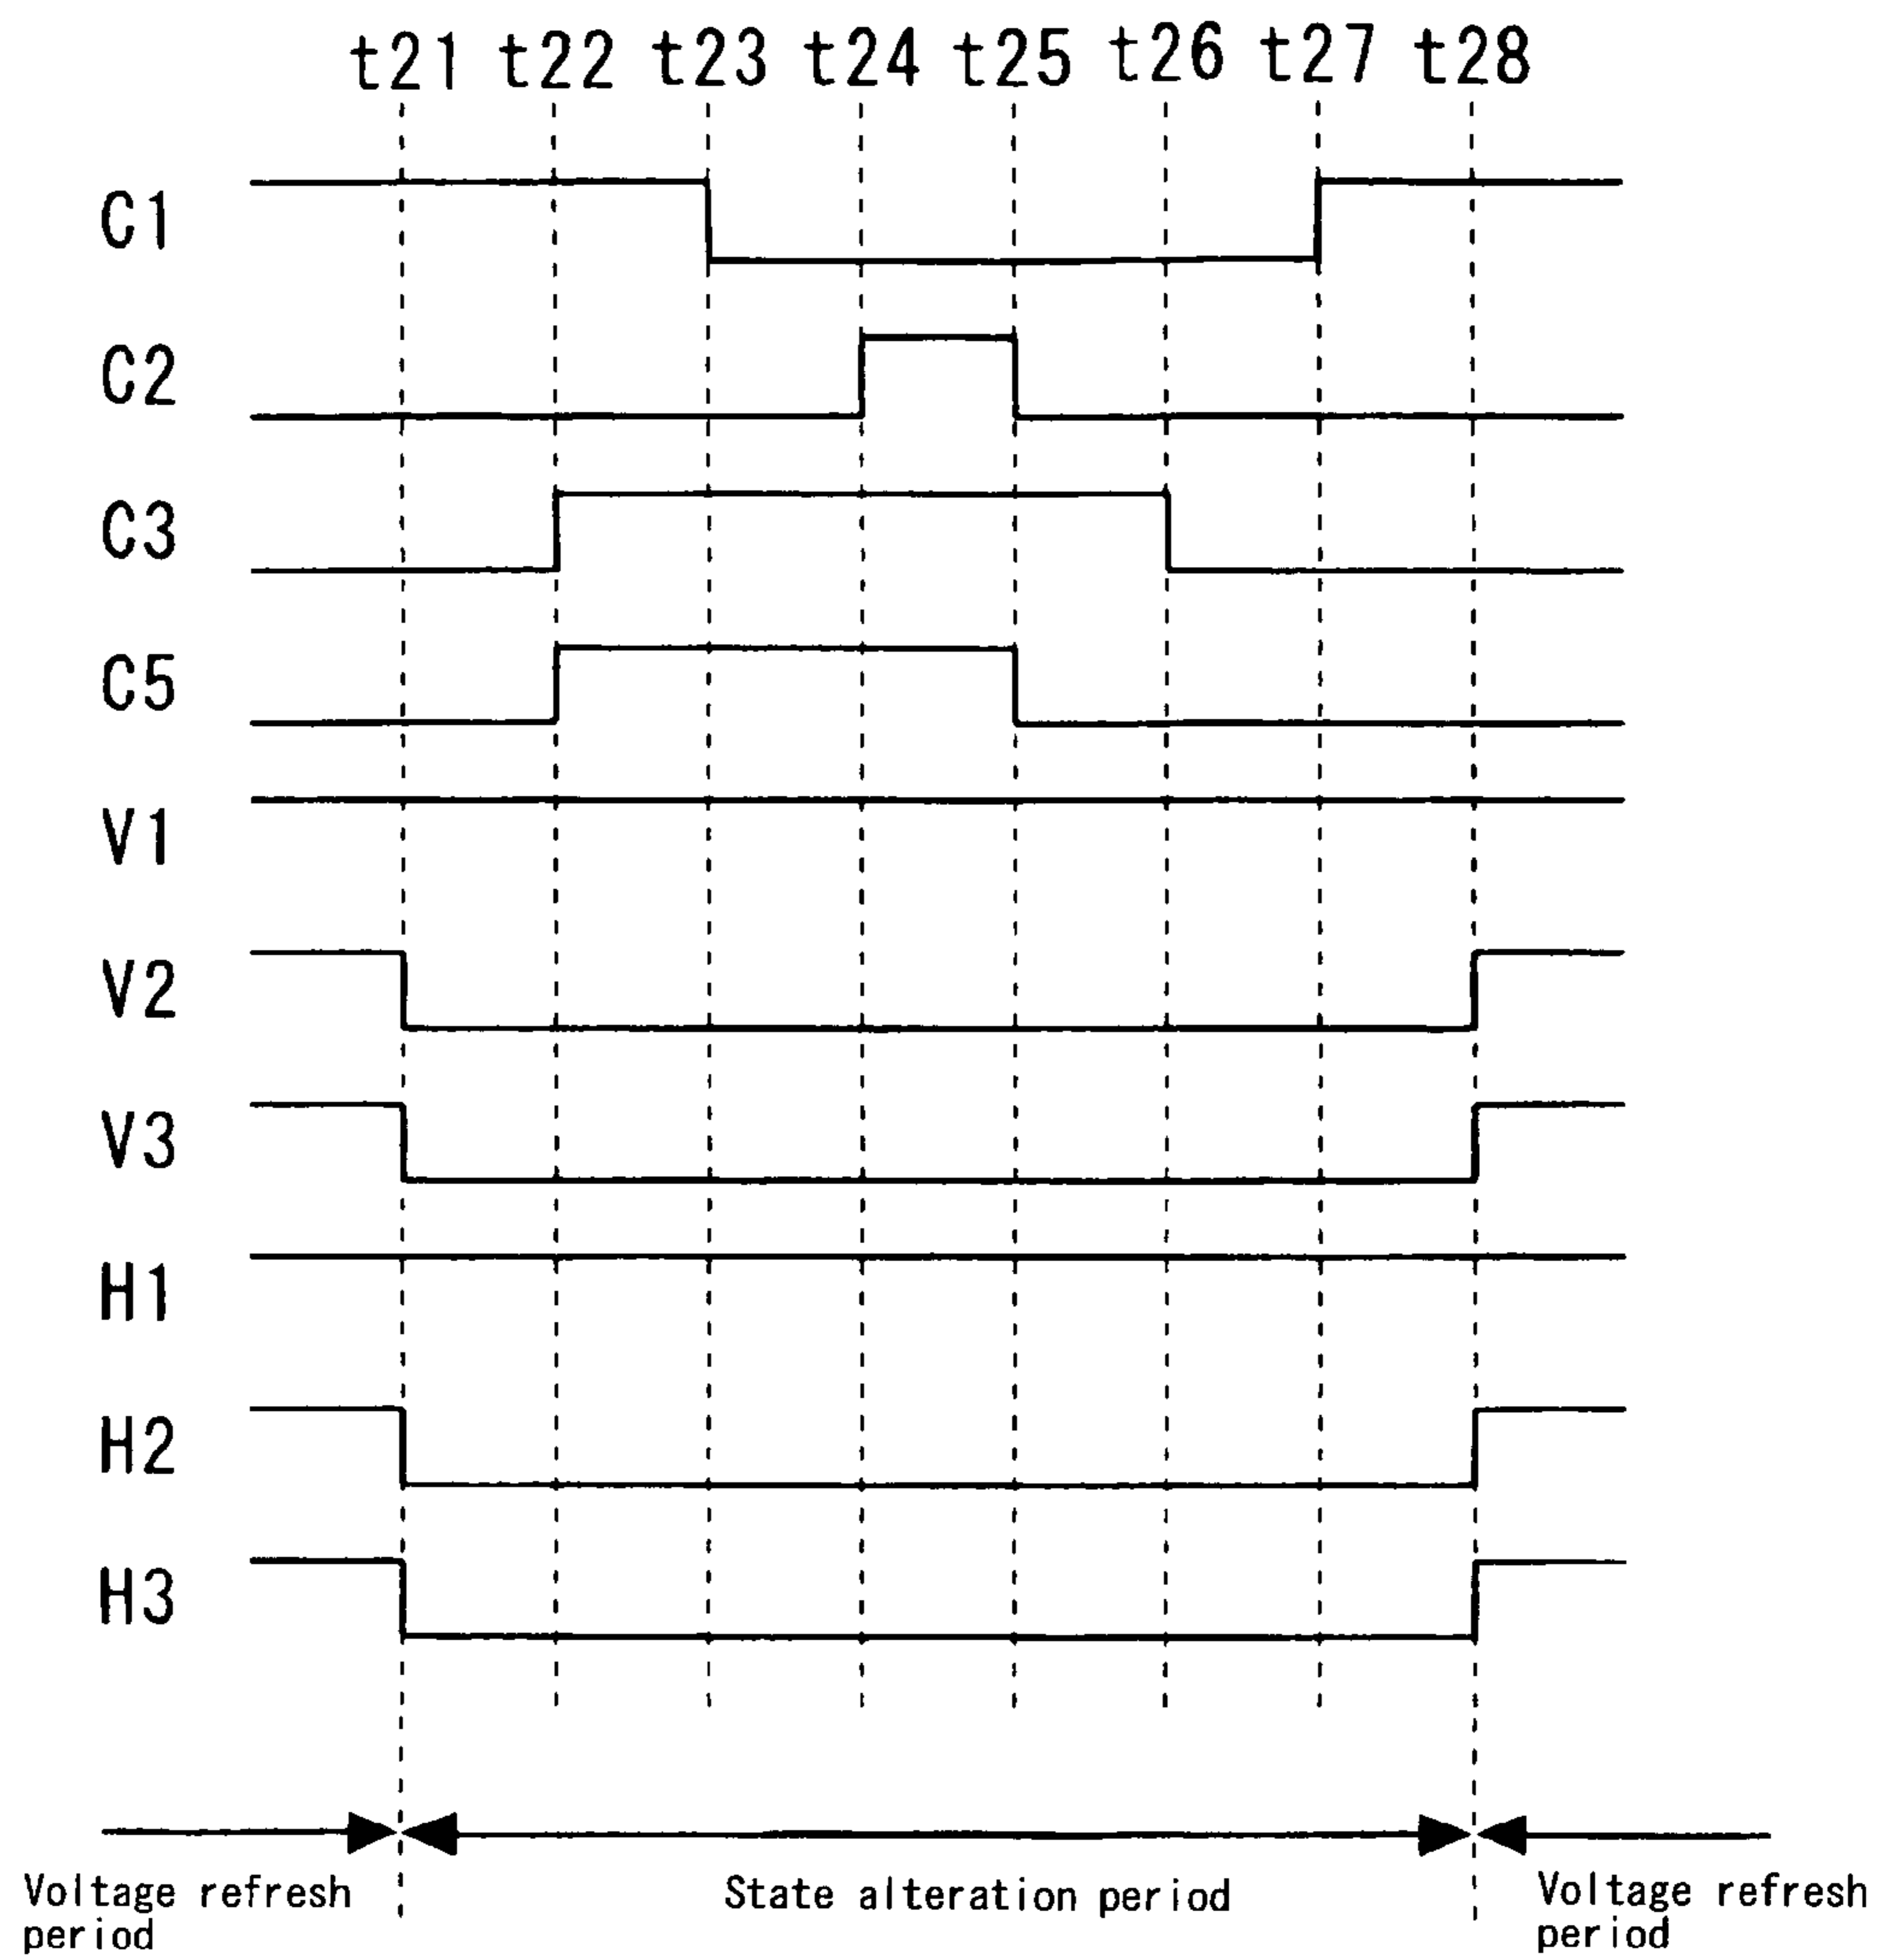 t21 t22 t23 t24 t25 t26 t27 t28
C1
C2
C3
C5
V1
V2
V3
H1
H2
H3
Voltage refresh period
State alteration period
Voltage refresh period